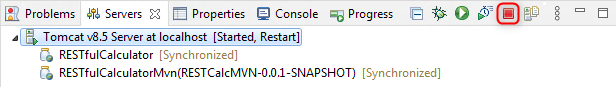 Problems Servers Properties Console Progress
Tomcat v8.5 Server at localhost [Started, Restart]
RESTfulCalculator [Synchronized]
RESTfulCalculatorMvn(RESTCalcMVN-0.0.1-SNAPSHOT) [Synchronized]